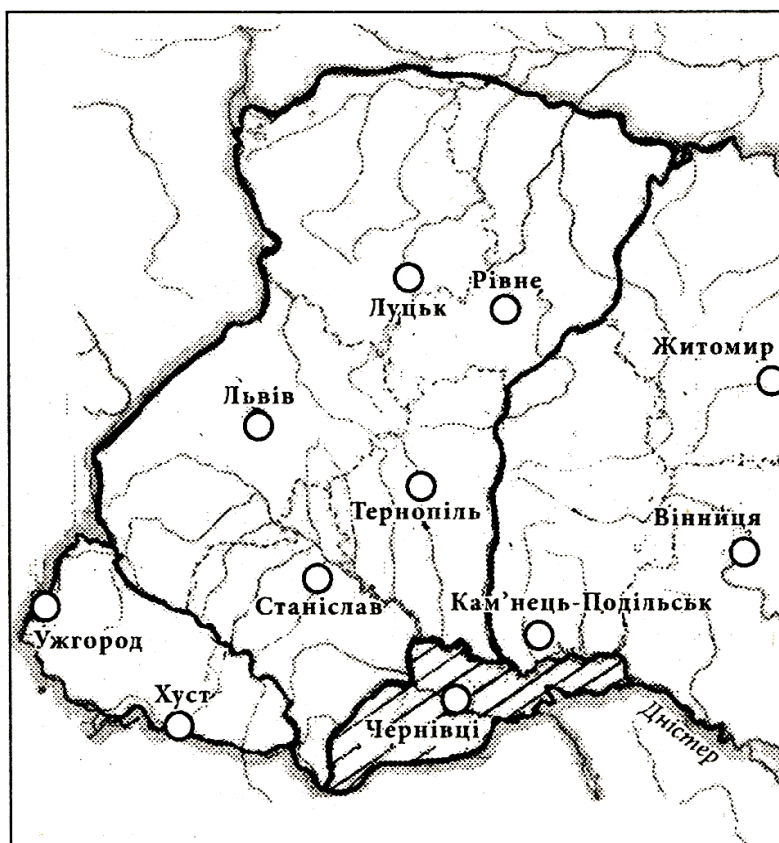 Луцьк
Рівне
Житомир
Львів
Тернопіль
Вінниця
Станіслав
Кам'нець-Подільськ
Ужгород
Хуст
Чернівці
Дністер